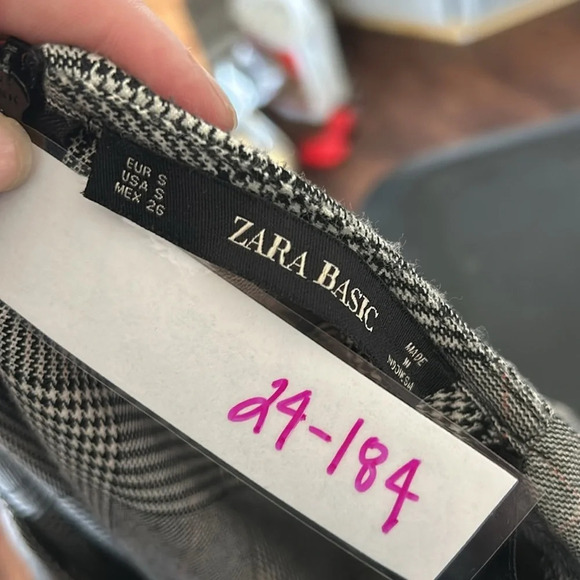 EUR S
USA S
MEX 26
ZARA BASIC
MADE
IN
24-184